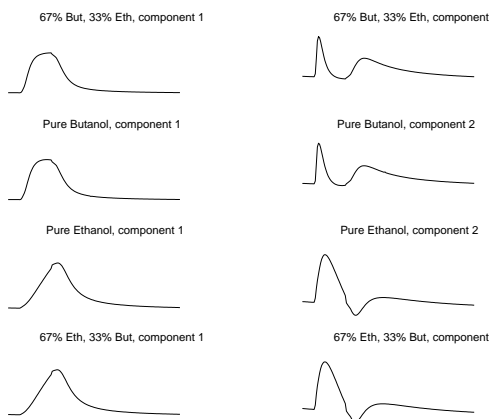 67% But, 33% Eth, component 1
67% But, 33% Eth, component
Pure Butanol, component 1
Pure Butanol, component 2
Pure Ethanol, component 1
Pure Ethanol, component 2
67% Eth, 33% But, component 1
67% Eth, 33% But, component